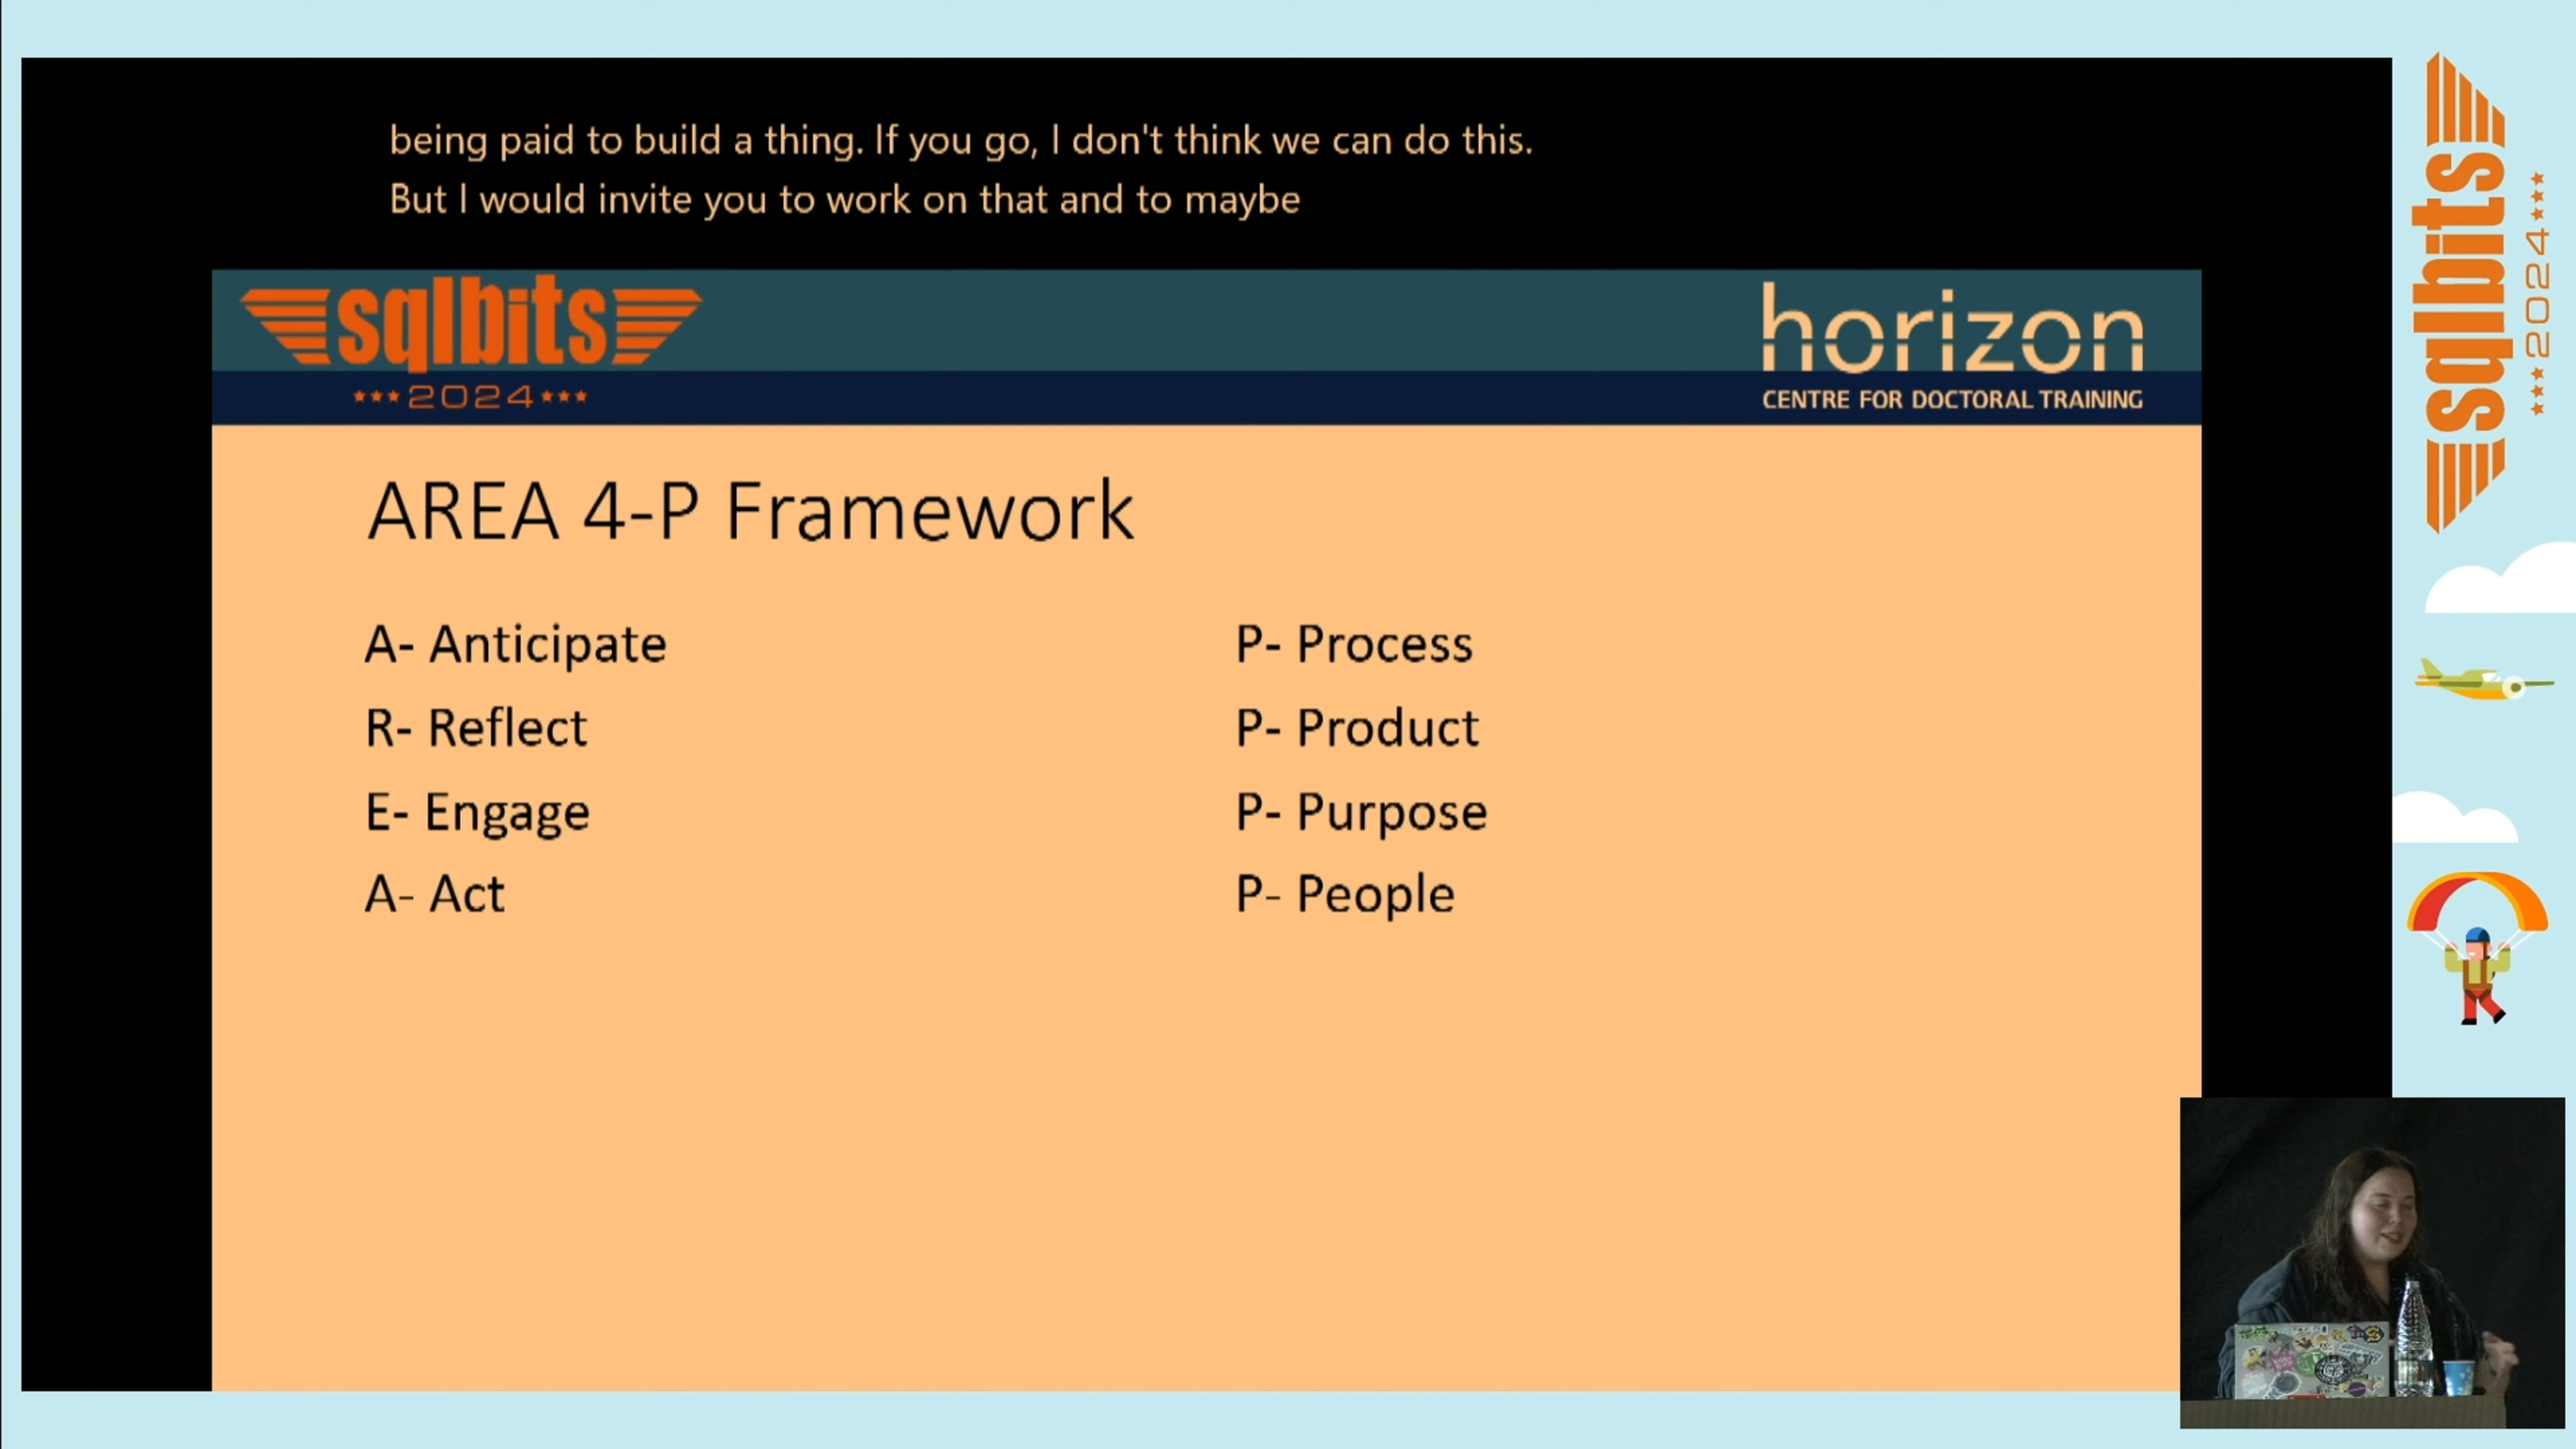 being paid to build a thing. If you go, I don't think we can do this.
But I would invite you to work on that and to maybe
sqlbits
2024
horizon
CENTRE FOR DOCTORAL TRAINING
AREA 4-P Framework
A- Anticipate
R- Reflect
E- Engage
A- Act
P- Process
P- Product
P- Purpose
P- People
sqlbits
2024